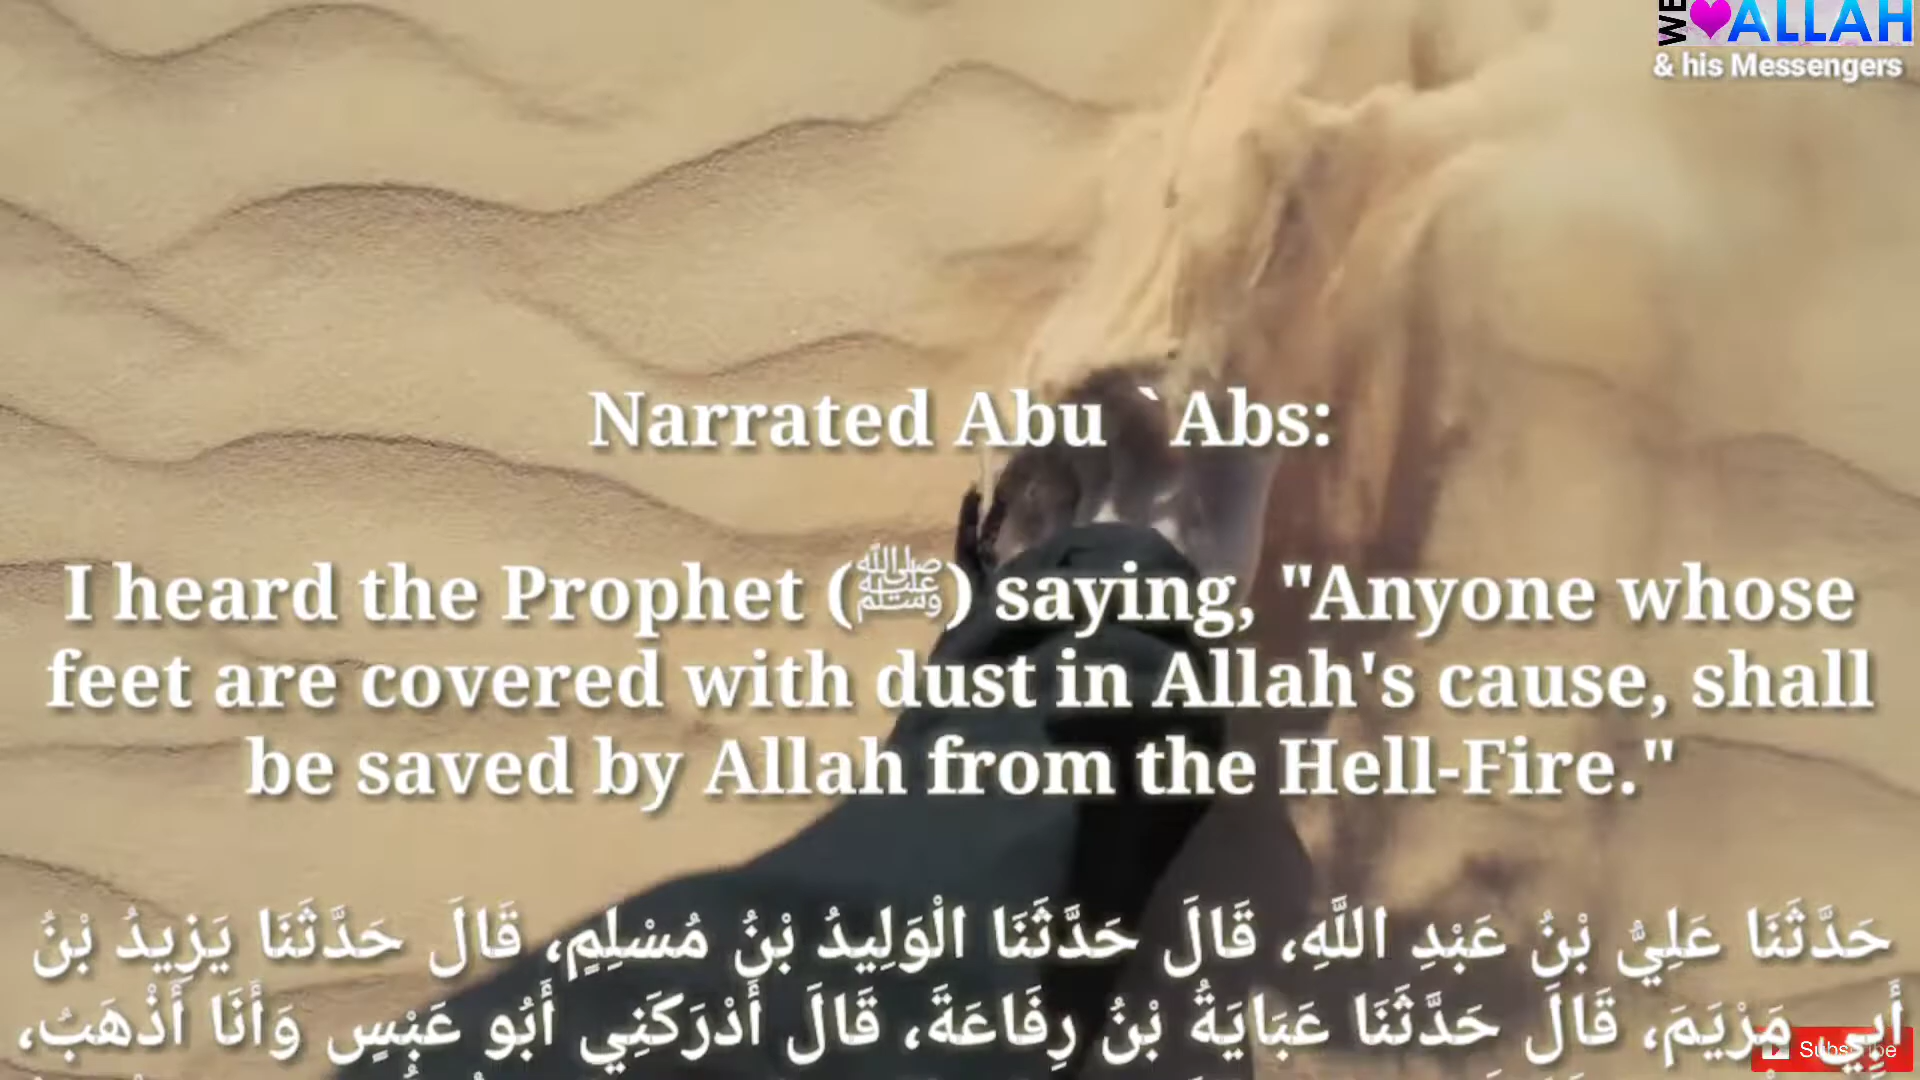 WE ALLAH
& his Messengers
Narrated Abu `Abs:
I heard the Prophet (ﷺ) saying, "Anyone whose
feet are covered with dust in Allah's cause, shall
be saved by Allah from the Hell-Fire."
حَدَّثَنَا عَلِيُّ بْنُ عَبْدِ اللَّهِ، قَالَ حَدَّثَنَا الْوَلِيدُ بْنُ مُسْلِمٍ، قَالَ حَدَّثَنَا يَزِيدُ بْنُ
أَبِي مَرْيَمَ، قَالَ حَدَّثَنَا عَبَايَةُ بْنُ رِفَاعَةَ، قَالَ أَدْرَكَنِي أَبُو عَبْسٍ وَأَنَا أَذْهَبُ،
Subscribe